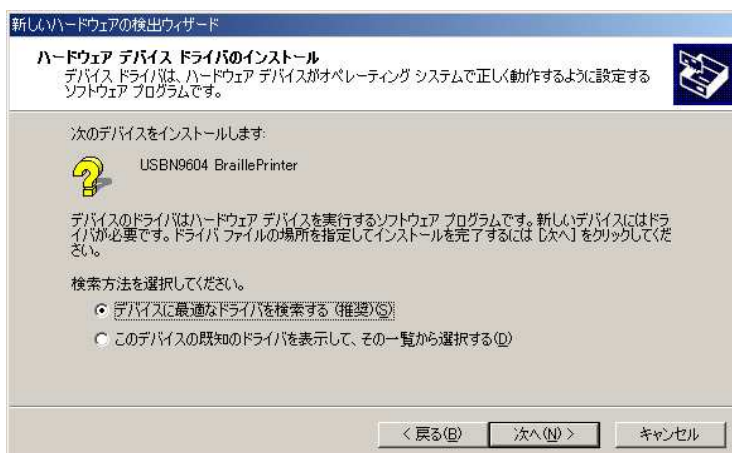 新しいハードウェアの検出ウィザード
ハードウェア デバイス ドライバのインストール
デバイス ドライバは、ハードウェア デバイスがオペレーティング システムで正しく動作するように設定する
ソフトウェア プログラムです。
次のデバイスをインストールします:
USBN9604 BraillePrinter
デバイスのドライバはハードウェア デバイスを実行するソフトウェア プログラムです。新しいデバイスにはドラ
イバが必要です。ドライバ ファイルの場所を指定してインストールを完了するには [次へ] をクリックしてくだ
さい。
検索方法を選択してください。
デバイスに最適なドライバを検索する (推奨)(S)
このデバイスの既知のドライバを表示して、その一覧から選択する(D)
< 戻る(B)
次へ(N) >
キャンセル